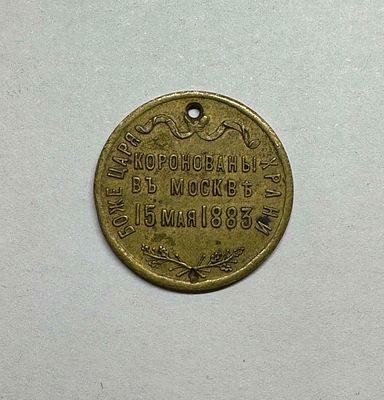 БОЖЕ ЦАРЯ ХРАНИ
КОРОНОВАНЫ
ВЪ МОСКВѢ
15 МАЯ 1883